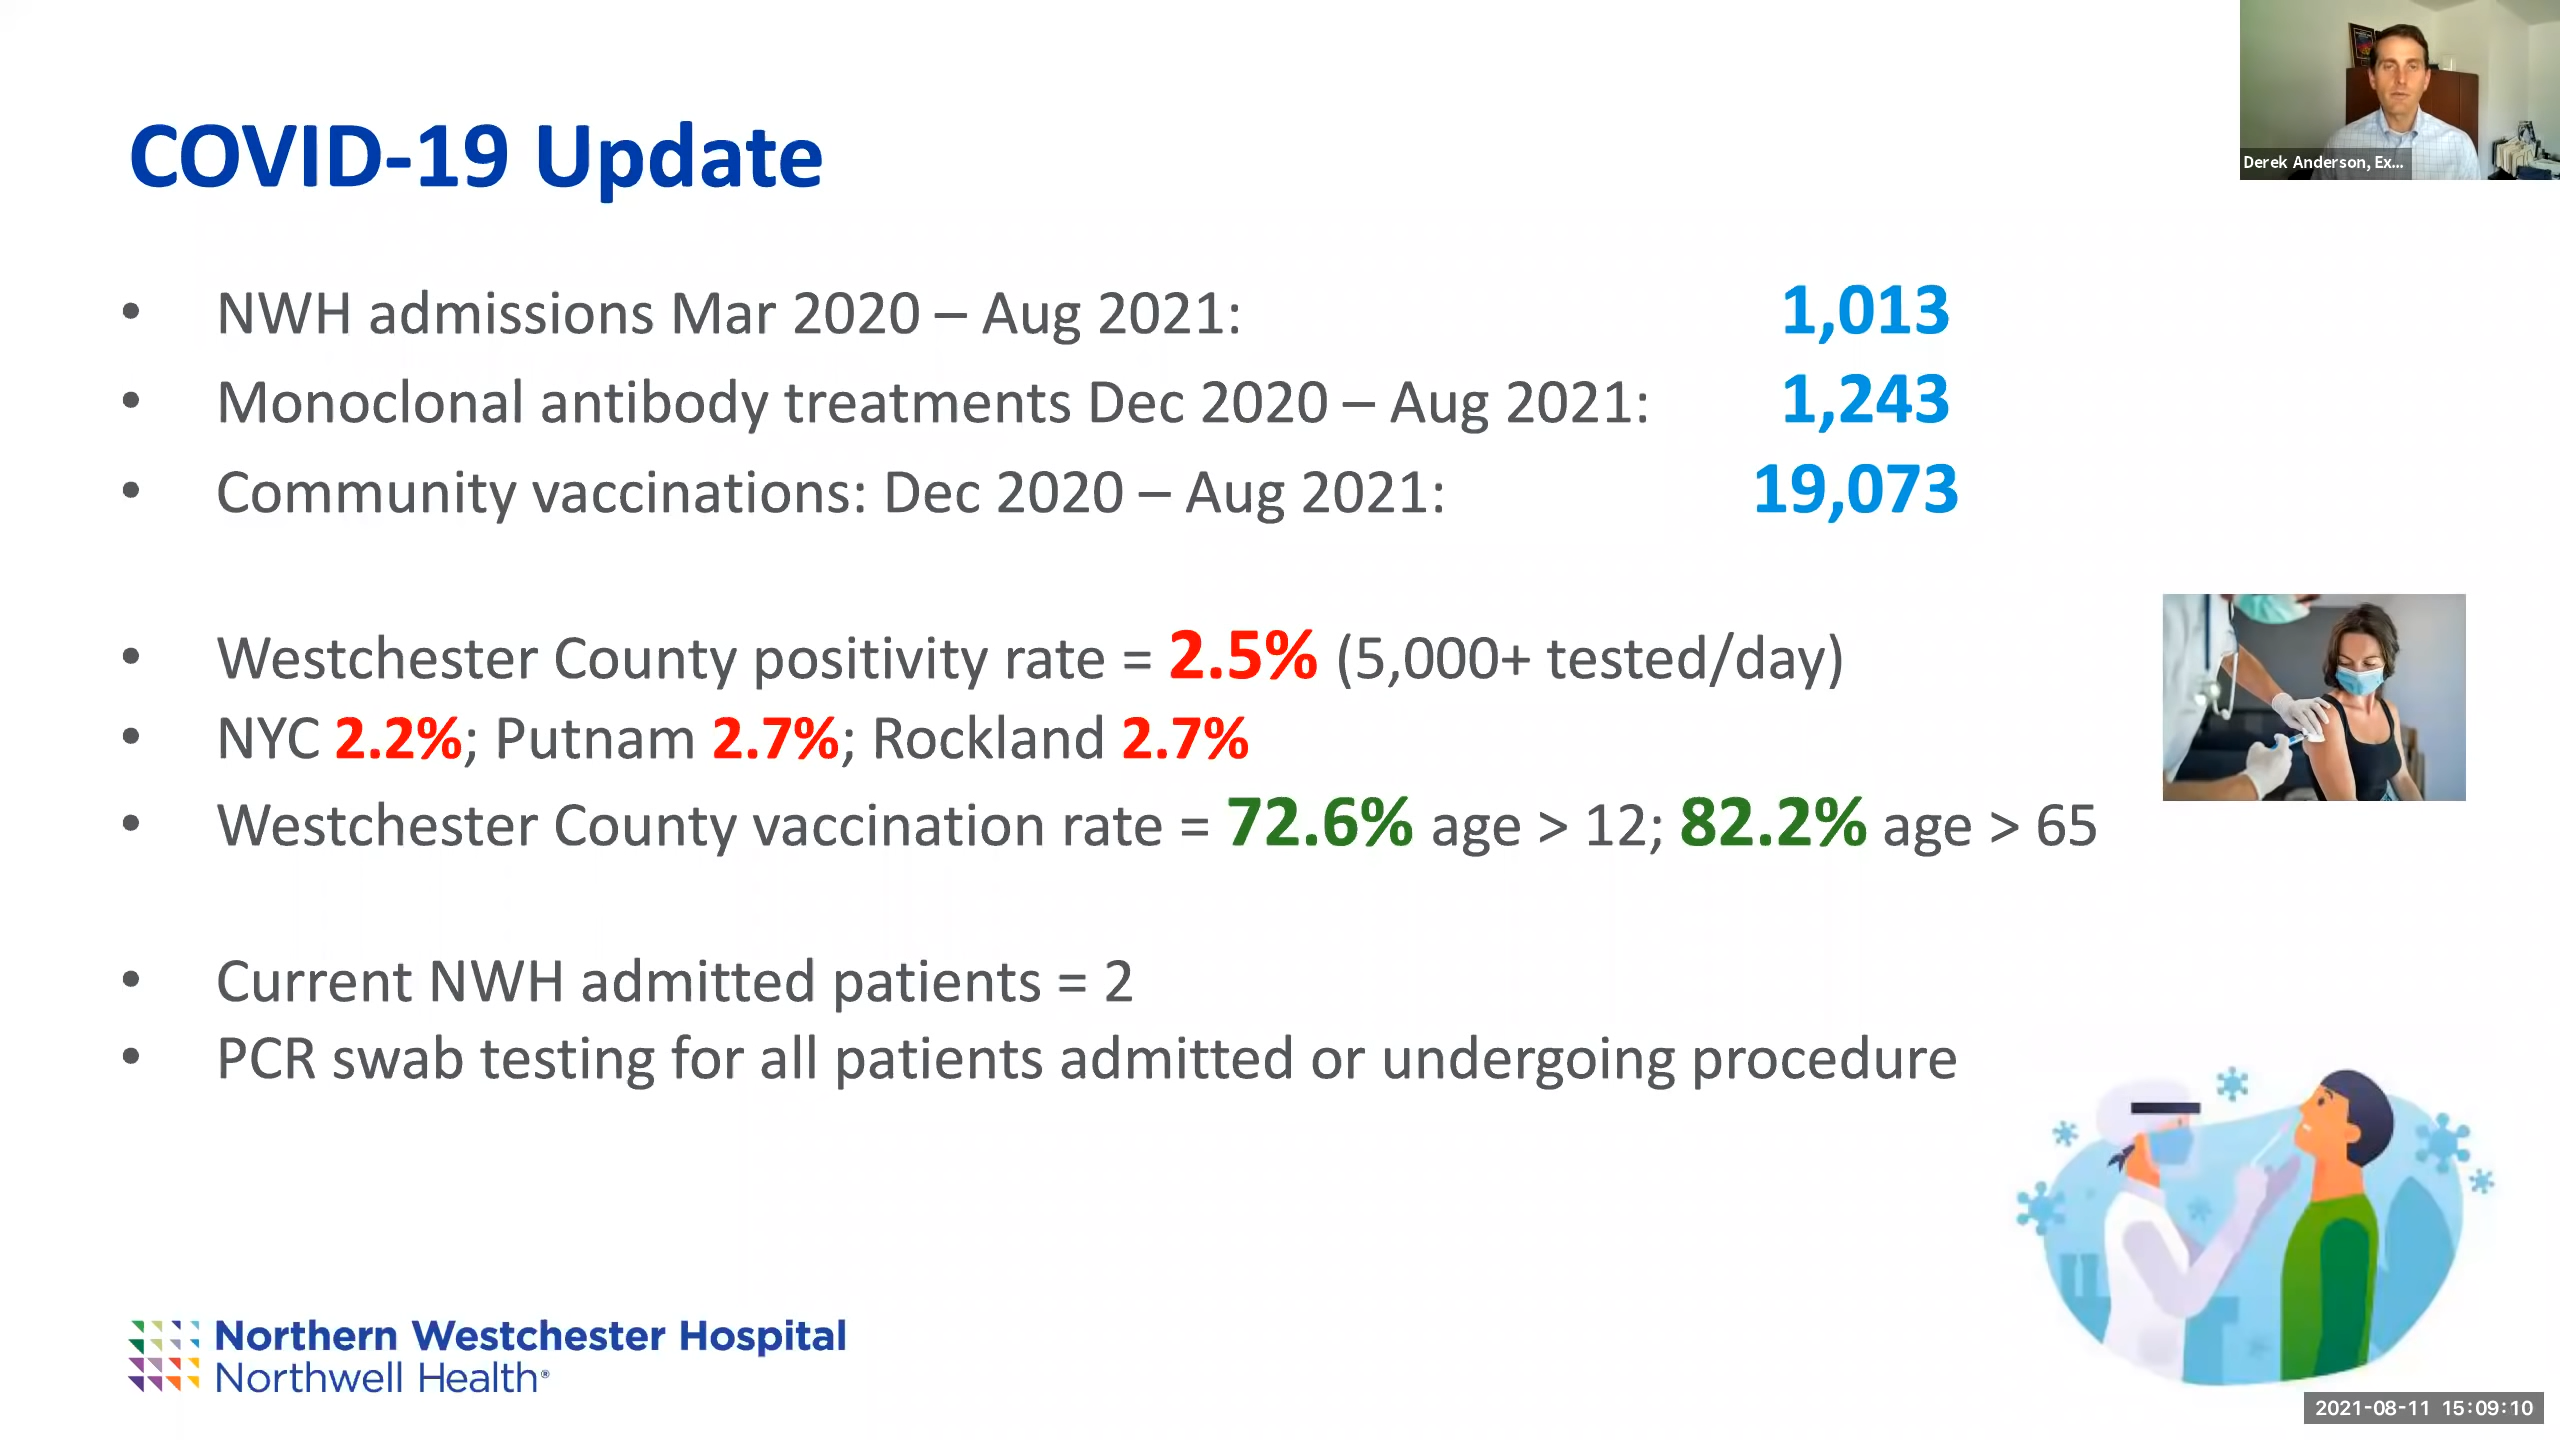 Derek Anderson, Ex...
COVID-19 Update
• NWH admissions Mar 2020 – Aug 2021: 1,013
• Monoclonal antibody treatments Dec 2020 – Aug 2021: 1,243
• Community vaccinations: Dec 2020 – Aug 2021: 19,073
• Westchester County positivity rate = 2.5% (5,000+ tested/day)
• NYC 2.2%; Putnam 2.7%; Rockland 2.7%
• Westchester County vaccination rate = 72.6% age > 12; 82.2% age > 65
• Current NWH admitted patients = 2
• PCR swab testing for all patients admitted or undergoing procedure
Northern Westchester Hospital
Northwell Health®
2021-08-11 15:09:10